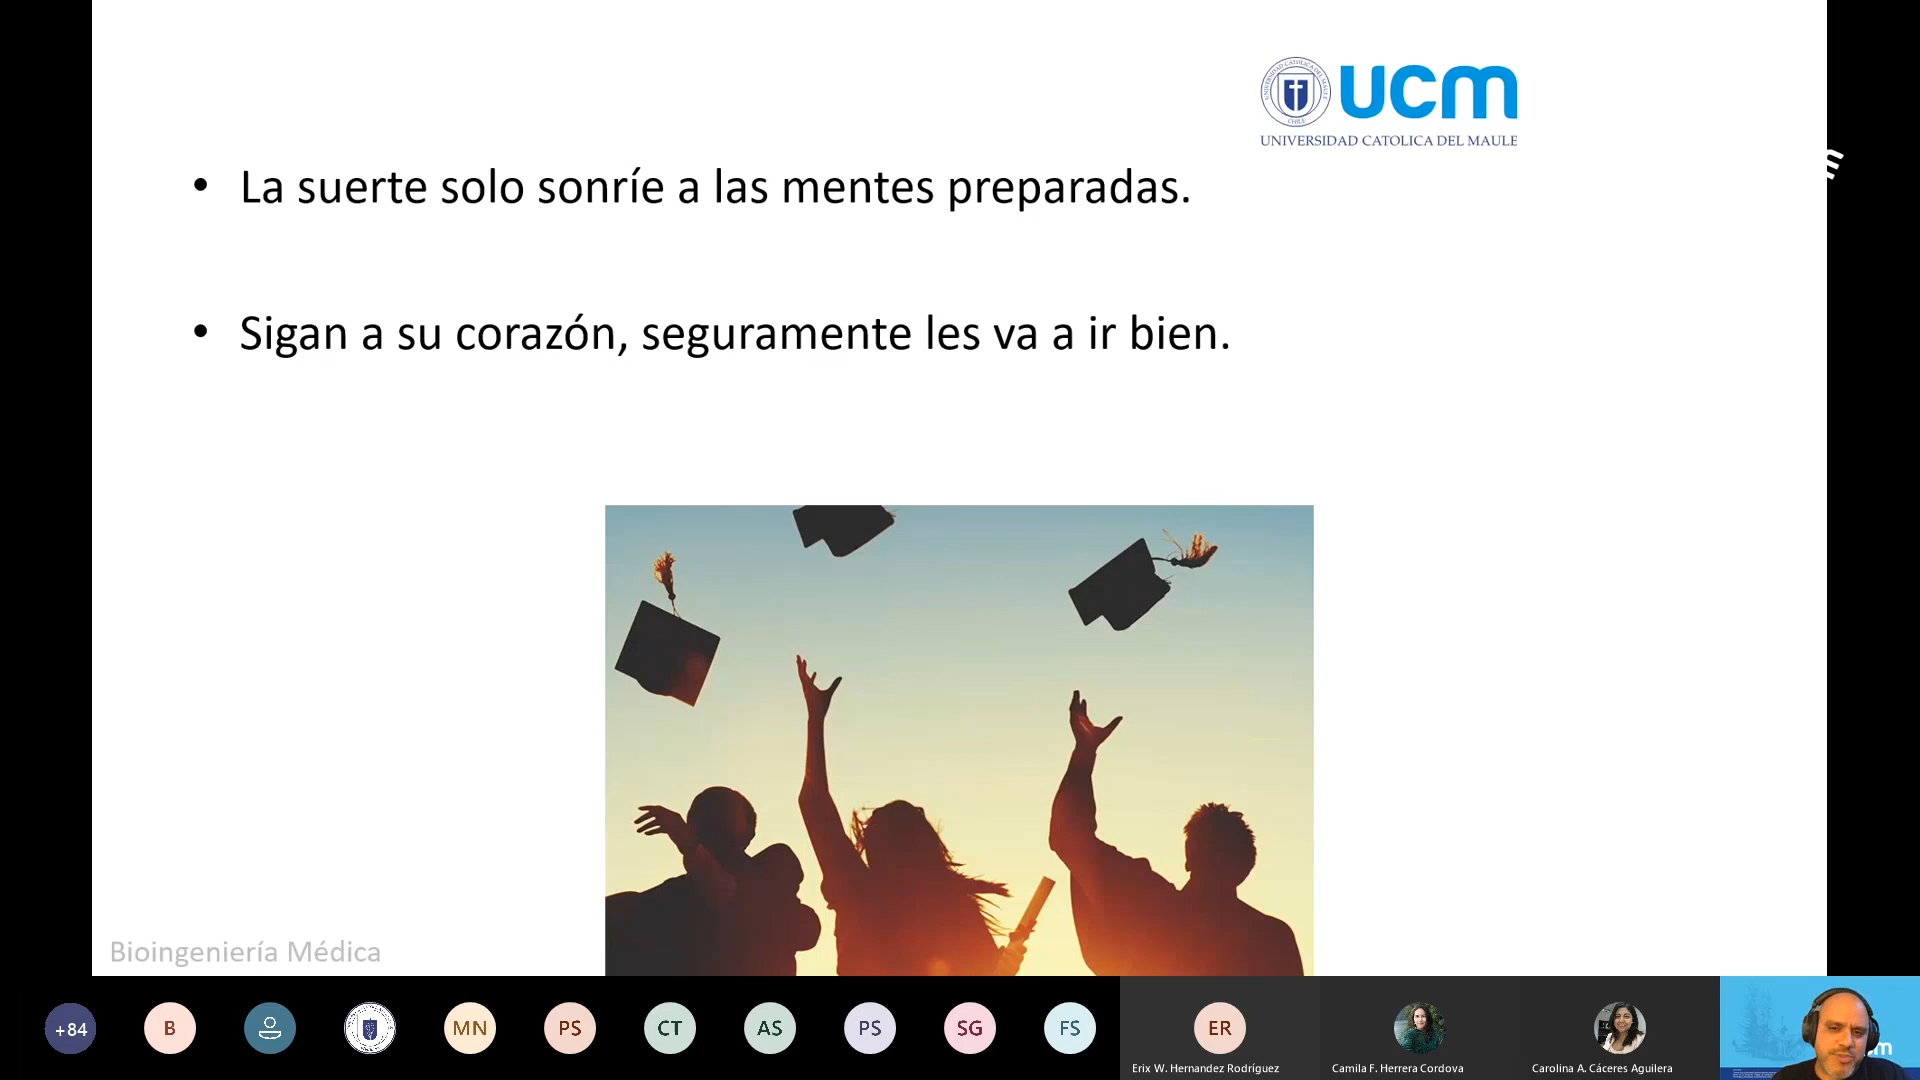 ucm
UNIVERSIDAD CATOLICA DEL MAULE
• La suerte solo sonríe a las mentes preparadas.
• Sigan a su corazón, seguramente les va a ir bien.
Bioingeniería Médica
+84
B
MN
PS
CT
AS
PS
SG
FS
ER
Erix W. Hernandez Rodríguez
Camila F. Herrera Cordova
Carolina A. Cáceres Aguilera